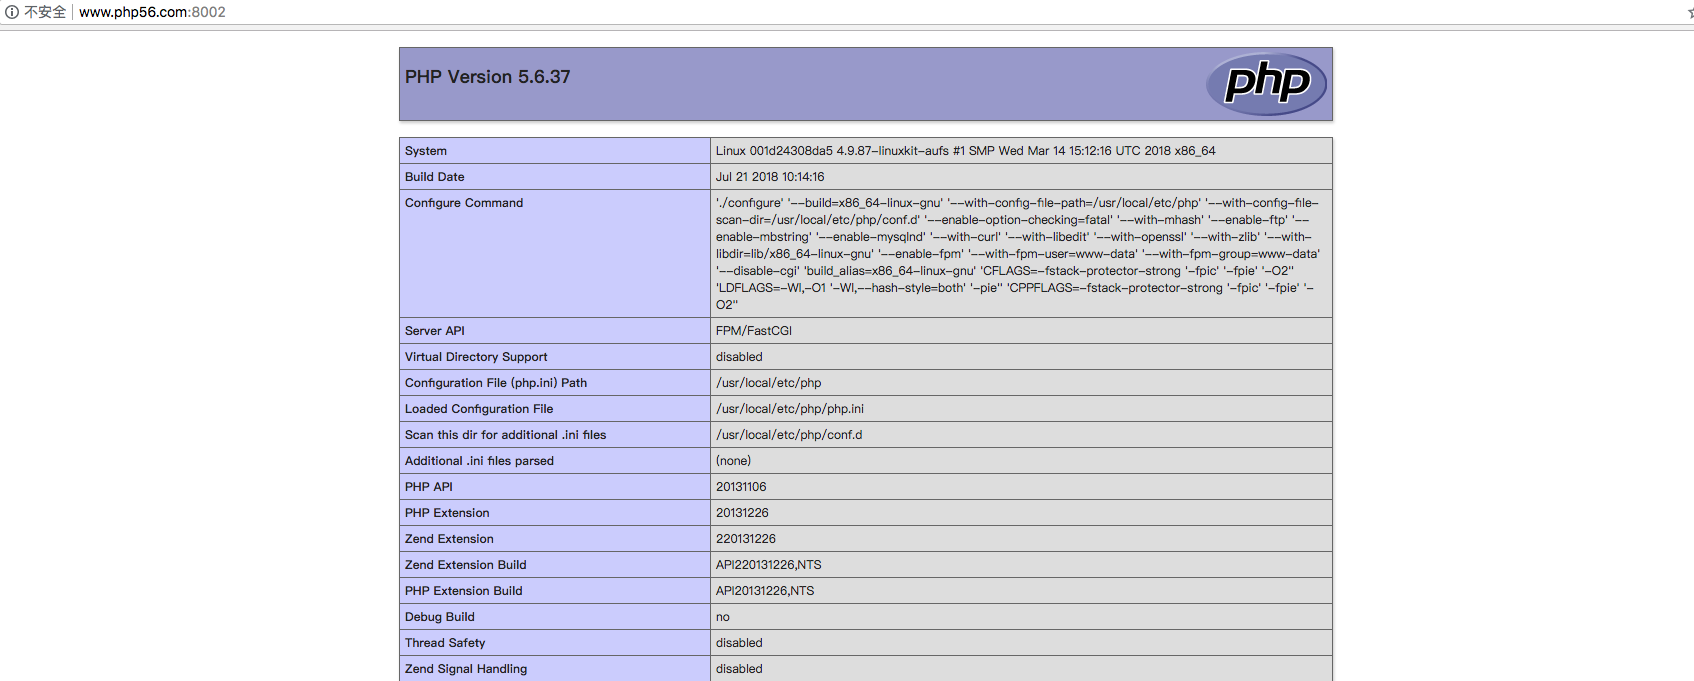 不安全 www.php56.com:8002
PHP Version 5.6.37
php
System Linux 001d24308da5 4.9.87-linuxkit-aufs #1 SMP Wed Mar 14 15:12:16 UTC 2018 x86_64
Build Date Jul 21 2018 10:14:16
Configure Command './configure' '--build=x86_64-linux-gnu' '--with-config-file-path=/usr/local/etc/php' '--with-config-file-
scan-dir=/usr/local/etc/php/conf.d' '--enable-option-checking=fatal' '--with-mhash' '--enable-ftp' '--
enable-mbstring' '--enable-mysqlnd' '--with-curl' '--with-libedit' '--with-openssl' '--with-zlib' '--with-
libdir=lib/x86_64-linux-gnu' '--enable-fpm' '--with-fpm-user=www-data' '--with-fpm-group=www-data'
'--disable-cgi' 'build_alias=x86_64-linux-gnu' 'CFLAGS=-fstack-protector-strong '-fpic' '-fpie' '-O2''
'LDFLAGS=-Wl,-O1 '-Wl,--hash-style=both' '-pie'' 'CPPFLAGS=-fstack-protector-strong '-fpic' '-fpie' '-
O2''
Server API FPM/FastCGI
Virtual Directory Support disabled
Configuration File (php.ini) Path /usr/local/etc/php
Loaded Configuration File /usr/local/etc/php/php.ini
Scan this dir for additional .ini files /usr/local/etc/php/conf.d
Additional .ini files parsed (none)
PHP API 20131106
PHP Extension 20131226
Zend Extension 220131226
Zend Extension Build API220131226,NTS
PHP Extension Build API20131226,NTS
Debug Build no
Thread Safety disabled
Zend Signal Handling disabled